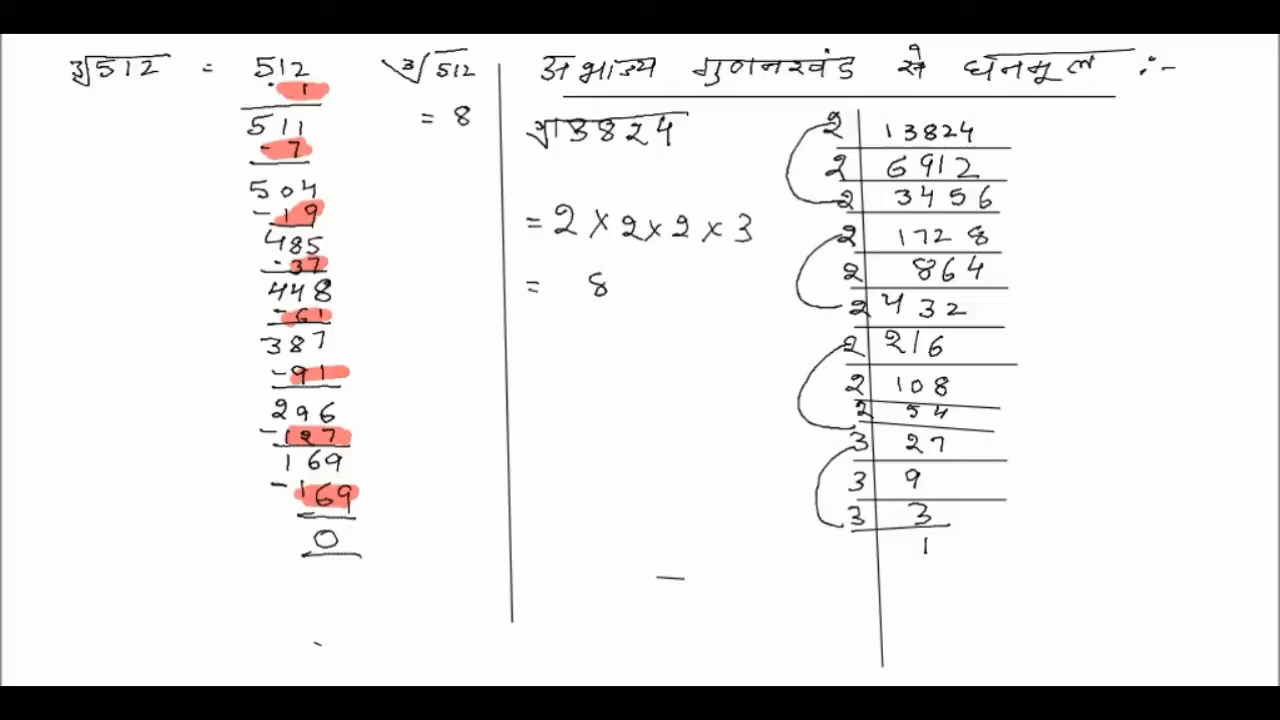 ∛512 = 512
- 1
511
- 7
504
- 19
485
- 37
448
- 61
387
- 91
296
- 127
169
- 169
0
∛512
= 8
अभाज्य गुणनखंड से घनमूल :-
∛13824
= 2 × 2 × 2 × 3
= 8
2 | 13824
2 | 6912
2 | 3456
2 | 1728
2 | 864
2 | 432
2 | 216
2 | 108
2 | 54
3 | 27
3 | 9
3 | 3
1